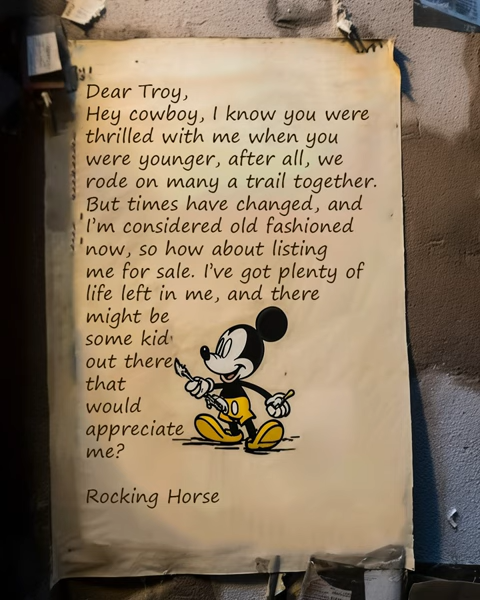 Dear Troy,
Hey cowboy, I know you were
thrilled with me when you
were younger, after all, we
rode on many a trail together.
But times have changed, and
I'm considered old fashioned
now, so how about listing
me for sale. I've got plenty of
life left in me, and there
might be
some kid
out there
that
would
appreciate
me?
Rocking Horse